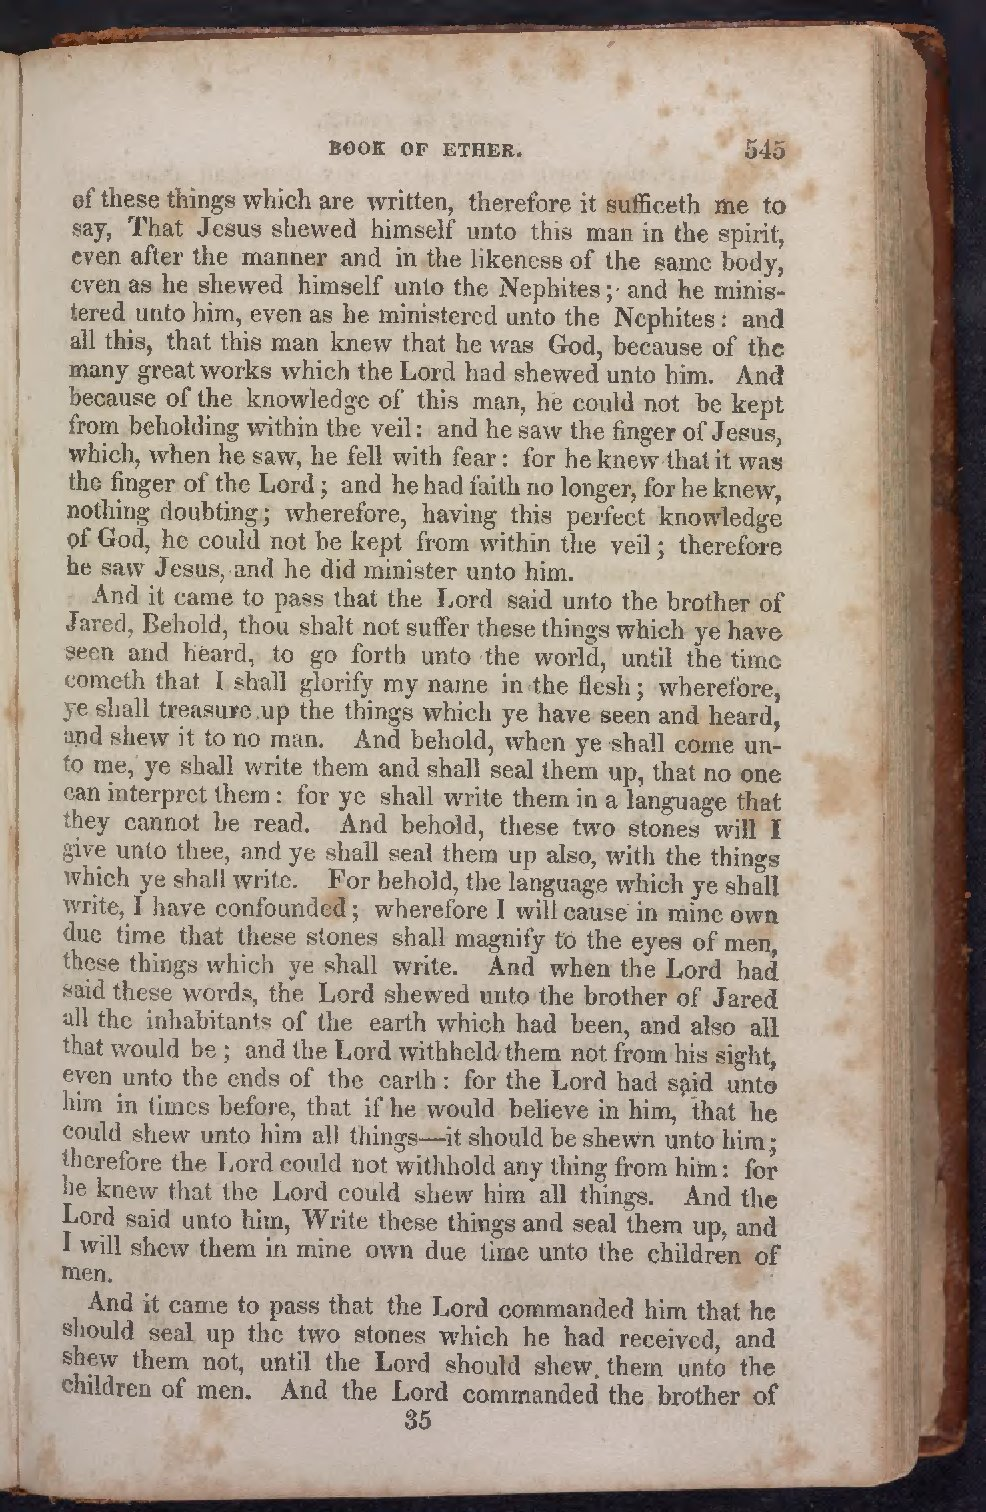 BOOK OF ETHER. 545
of these things which are written, therefore it sufficeth me to
say, That Jesus shewed himself unto this man in the spirit,
even after the manner and in the likeness of the same body,
even as he shewed himself unto the Nephites; and he minis-
tered unto him, even as he ministered unto the Nephites: and
all this, that this man knew that he was God, because of the
many great works which the Lord had shewed unto him. And
because of the knowledge of this man, he could not be kept
from beholding within the veil: and he saw the finger of Jesus,
which, when he saw, he fell with fear: for he knew that it was
the finger of the Lord; and he had faith no longer, for he knew,
nothing doubting; wherefore, having this perfect knowledge
of God, he could not be kept from within the veil; therefore
he saw Jesus, and he did minister unto him.
And it came to pass that the Lord said unto the brother of
Jared, Behold, thou shalt not suffer these things which ye have
seen and heard, to go forth unto the world, until the time
cometh that I shall glorify my name in the flesh; wherefore,
ye shall treasure up the things which ye have seen and heard,
and shew it to no man. And behold, when ye shall come un-
to me, ye shall write them and shall seal them up, that no one
can interpret them: for ye shall write them in a language that
they cannot be read. And behold, these two stones will I
give unto thee, and ye shall seal them up also, with the things
which ye shall write. For behold, the language which ye shall
write, I have confounded; wherefore I will cause in mine own
due time that these stones shall magnify to the eyes of men,
these things which ye shall write. And when the Lord had
said these words, the Lord shewed unto the brother of Jared
all the inhabitants of the earth which had been, and also all
that would be; and the Lord withheld them not from his sight,
even unto the ends of the earth: for the Lord had said unto
him in times before, that if he would believe in him, that he
could shew unto him all things—it should be shewn unto him;
therefore the Lord could not withhold any thing from him: for
he knew that the Lord could shew him all things. And the
Lord said unto him, Write these things and seal them up, and
I will shew them in mine own due time unto the children of
men.
And it came to pass that the Lord commanded him that he
should seal up the two stones which he had received, and
shew them not, until the Lord should shew them unto the
children of men. And the Lord commanded the brother of
35